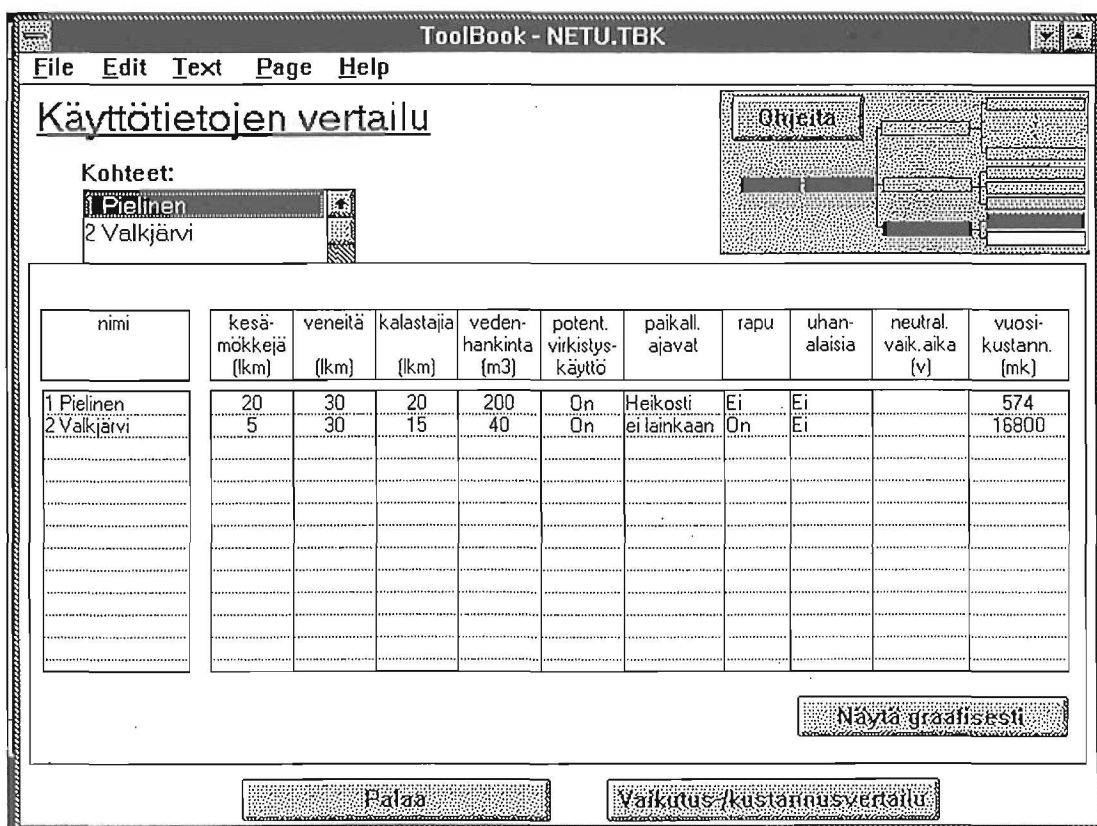 ToolBook - NETU.TBK
File Edit Text Page Help
Käyttötietojen vertailu
Ohjeita
Kohteet:
1 Pielinen
2 Valkjärvi
nimi kesä- veneitä kalastajia veden- potent. paikall. rapu uhan- neutral. vuosi-
mökkejä hankinta virkistys- ajavat alaisia vaik.aika kustann.
(lkm) (lkm) (lkm) (m3) käyttö (v) (mk)
1 Pielinen 20 30 20 200 On Heikosti Ei Ei 574
2 Valkjärvi 5 30 15 40 On ei lainkaan On Ei 16800
Näytä graafisesti
Palaa Vaikutus-/kustannusvertailu